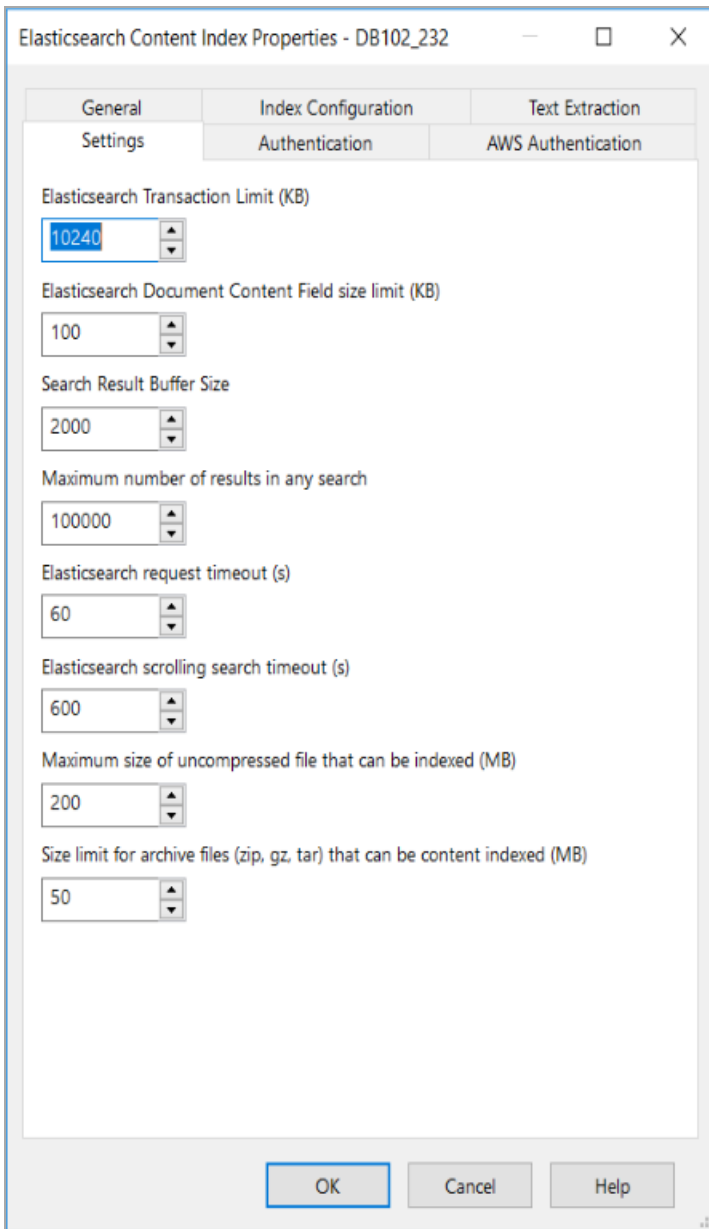 Elasticsearch Content Index Properties - DB102_232
General Index Configuration Text Extraction
Settings Authentication AWS Authentication
Elasticsearch Transaction Limit (KB)
10240
Elasticsearch Document Content Field size limit (KB)
100
Search Result Buffer Size
2000
Maximum number of results in any search
100000
Elasticsearch request timeout (s)
60
Elasticsearch scrolling search timeout (s)
600
Maximum size of uncompressed file that can be indexed (MB)
200
Size limit for archive files (zip, gz, tar) that can be content indexed (MB)
50
OK Cancel Help